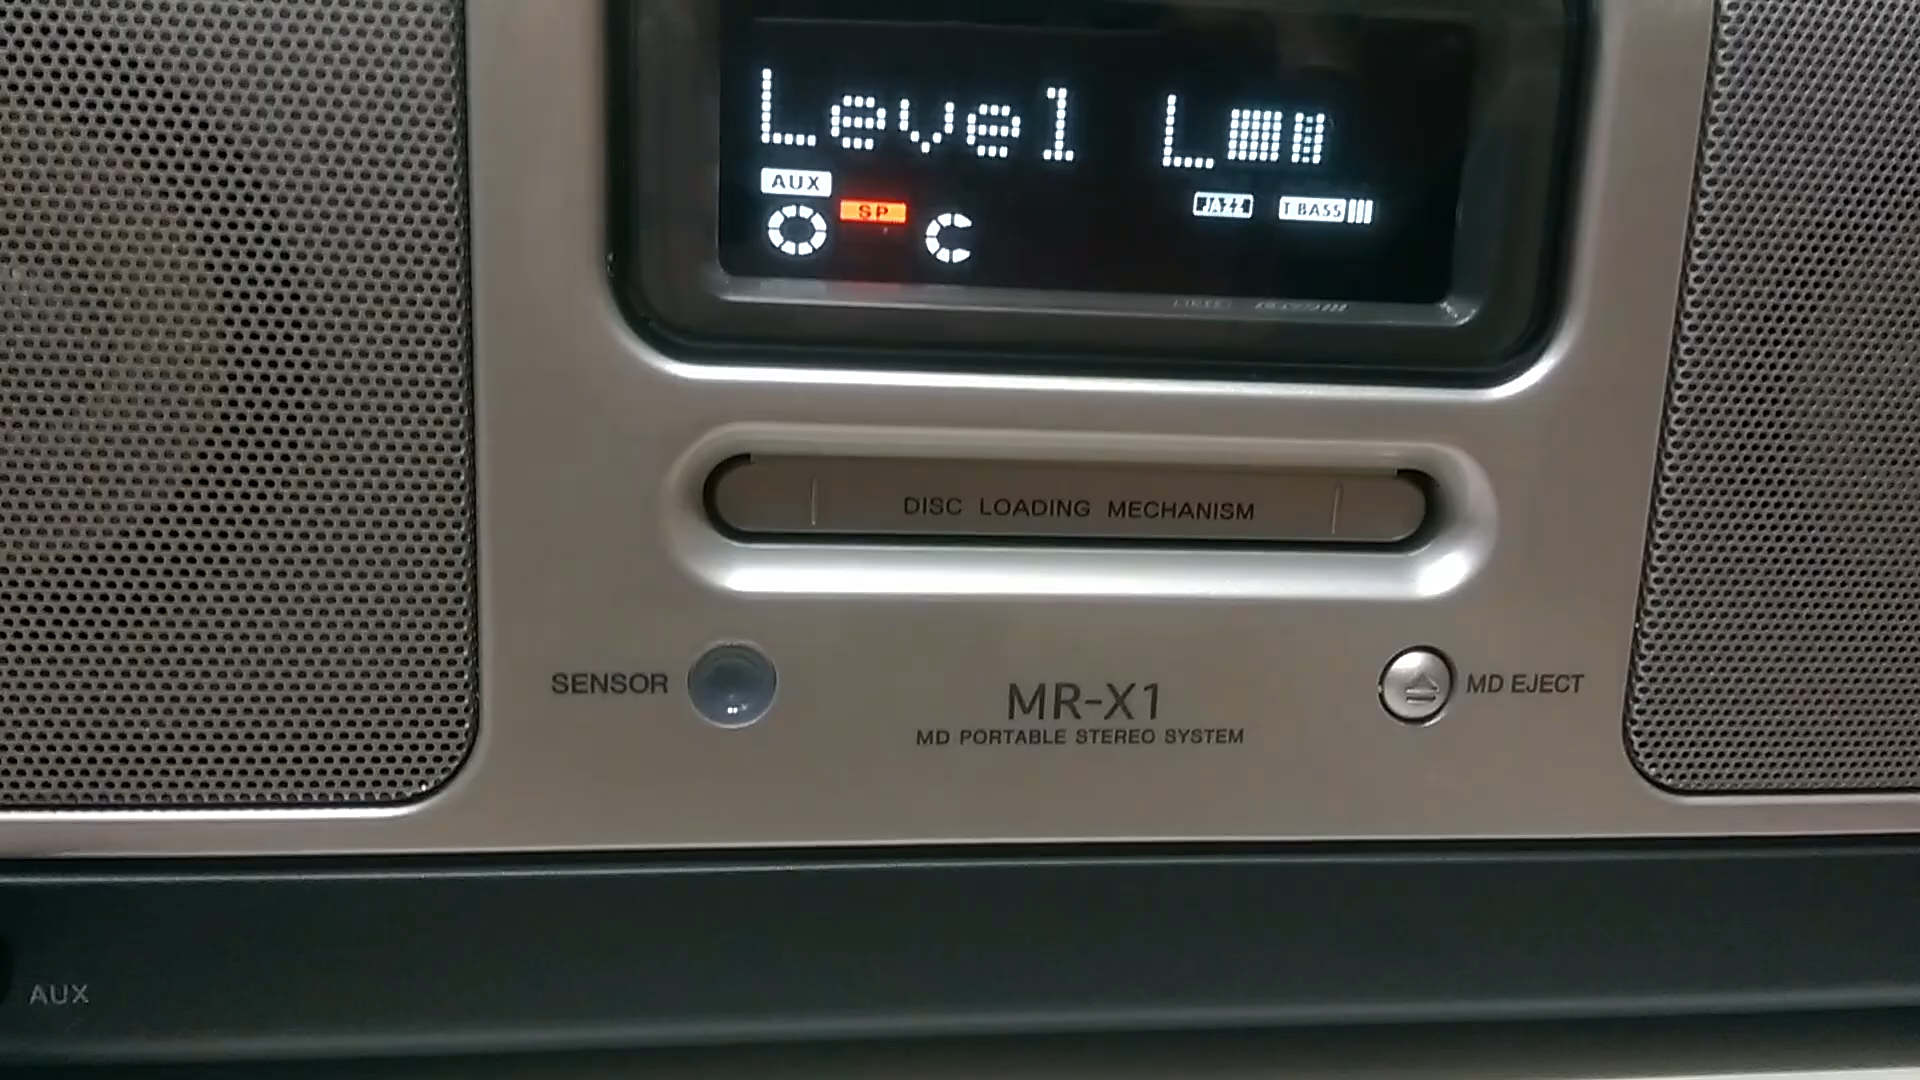 Level L
AUX
SP
JAZZ
T-BASS
DISC LOADING MECHANISM
SENSOR
MR-X1
MD EJECT
MD PORTABLE STEREO SYSTEM
AUX